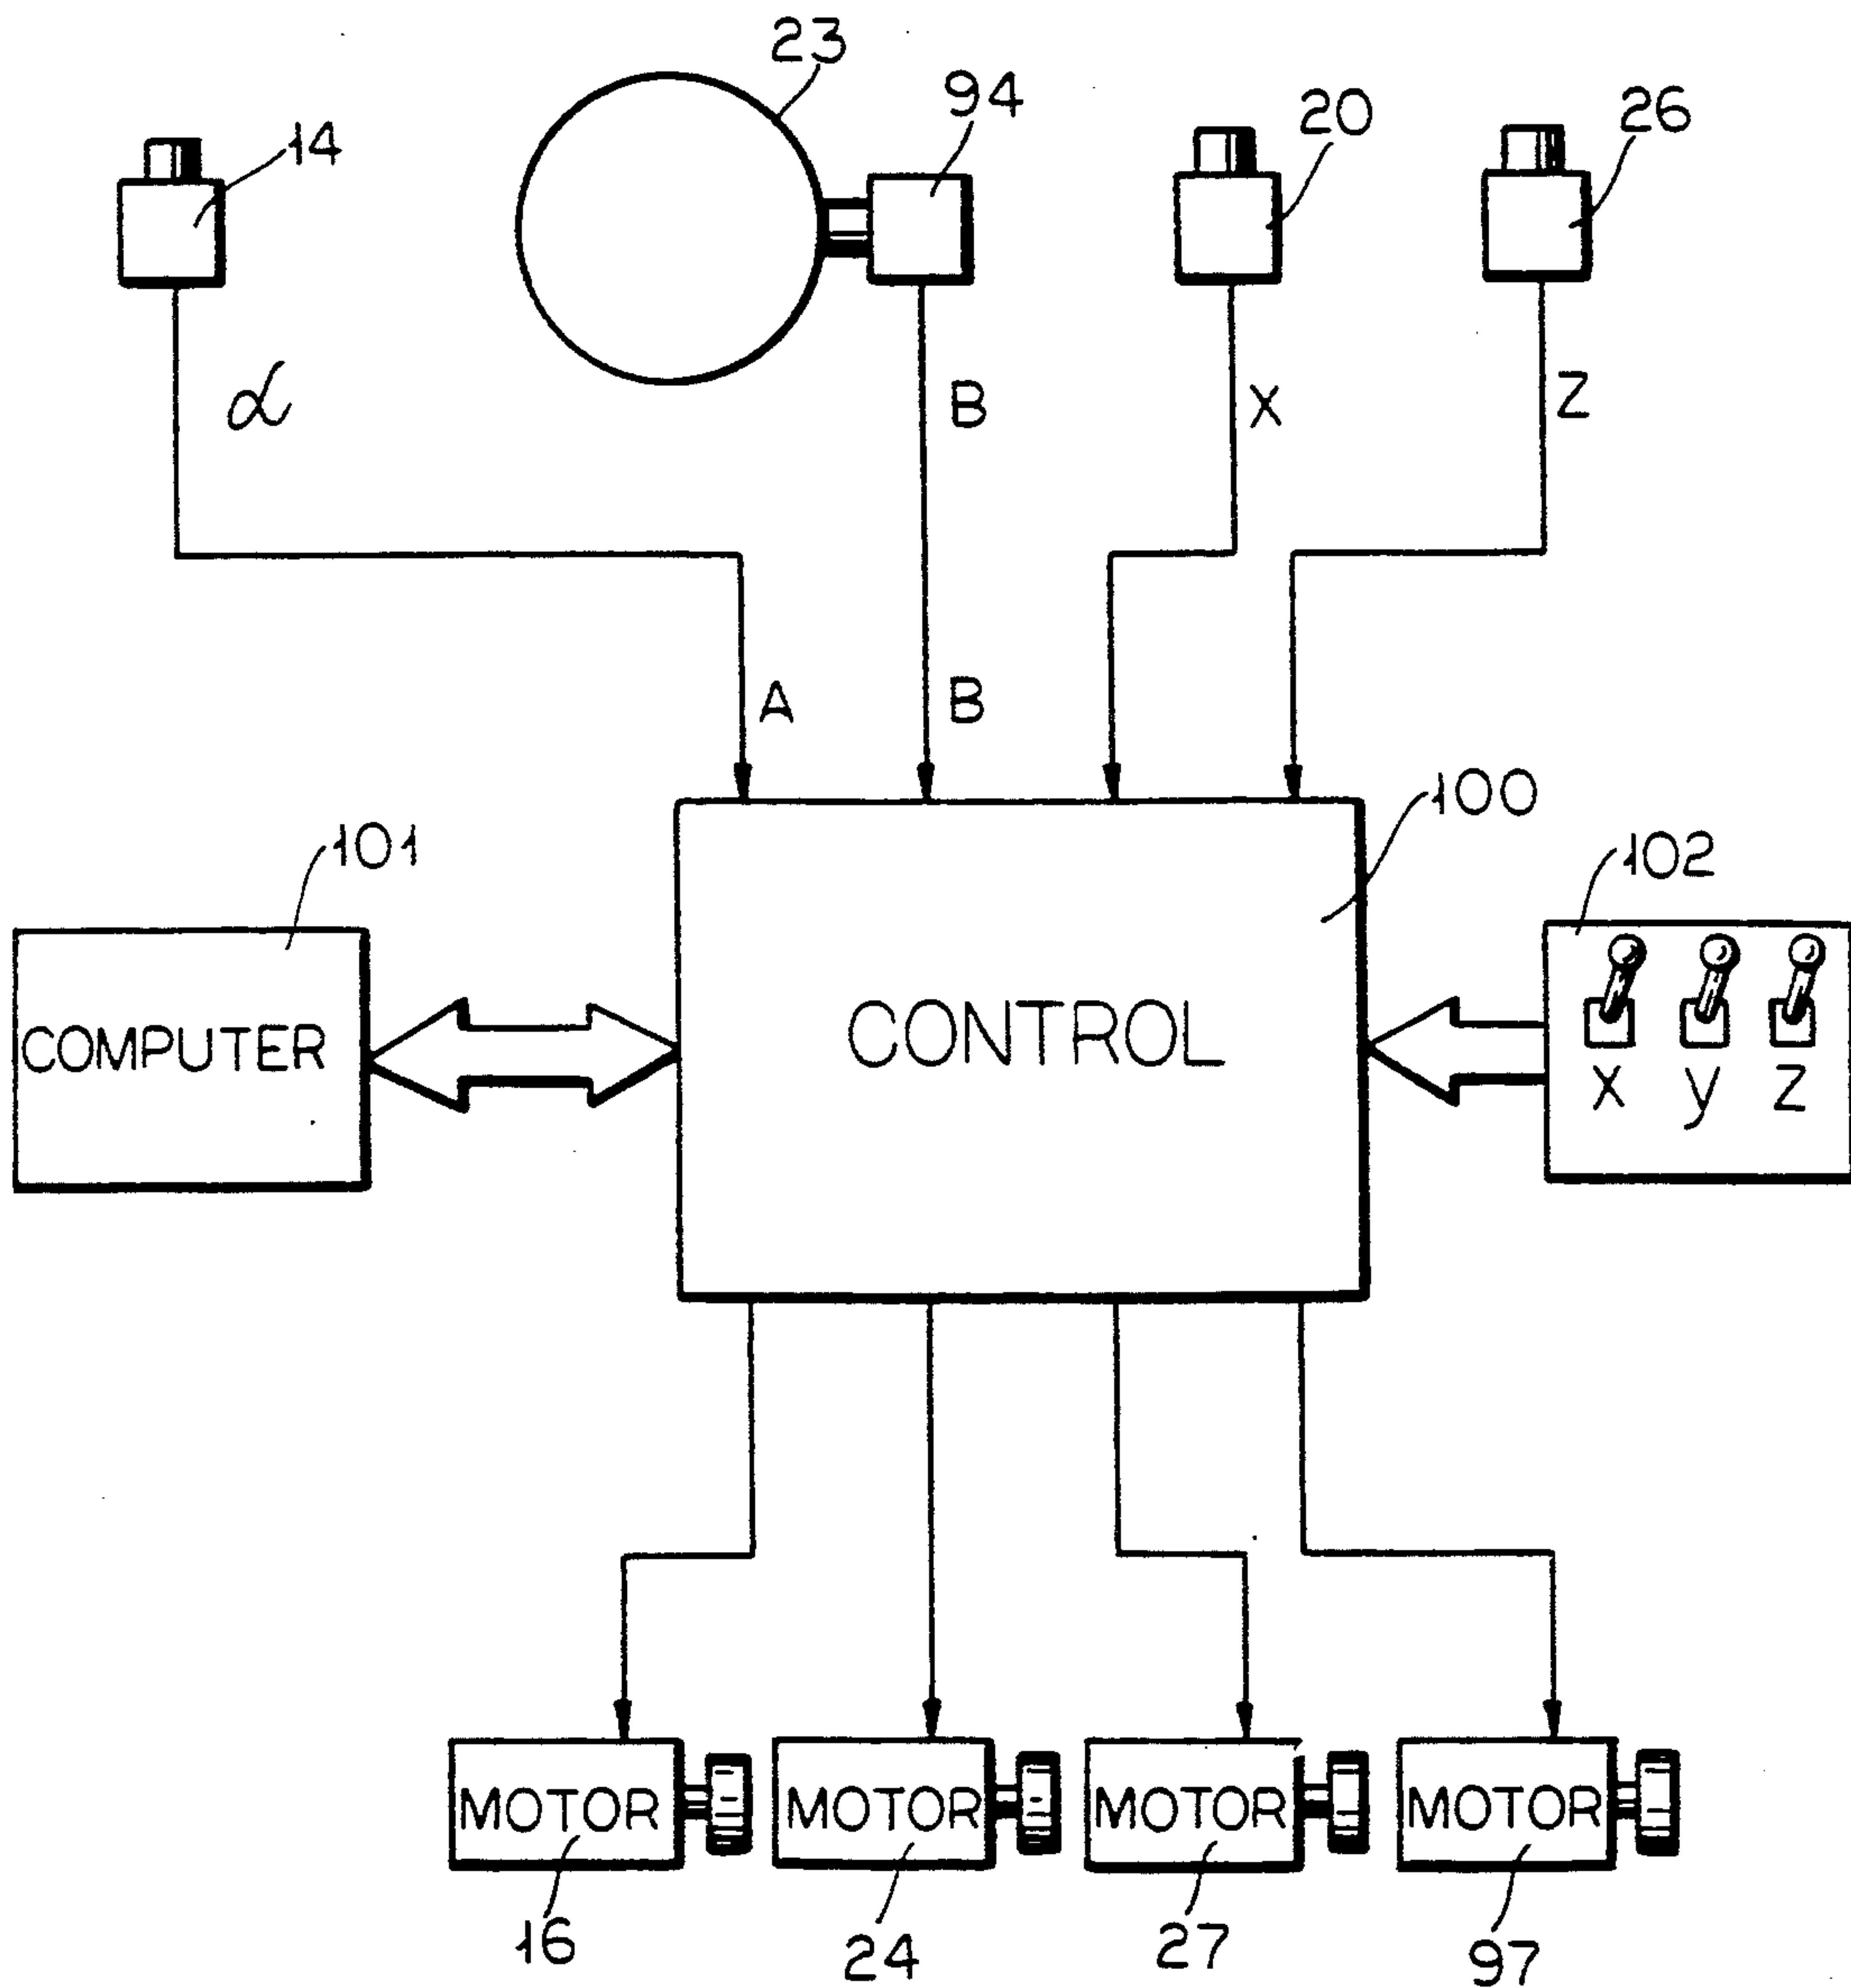 23
94
20
26
14
α
B
X
Z
A
B
100
101
102
COMPUTER
CONTROL
X y Z
MOTOR
MOTOR
MOTOR
MOTOR
16
24
27
97